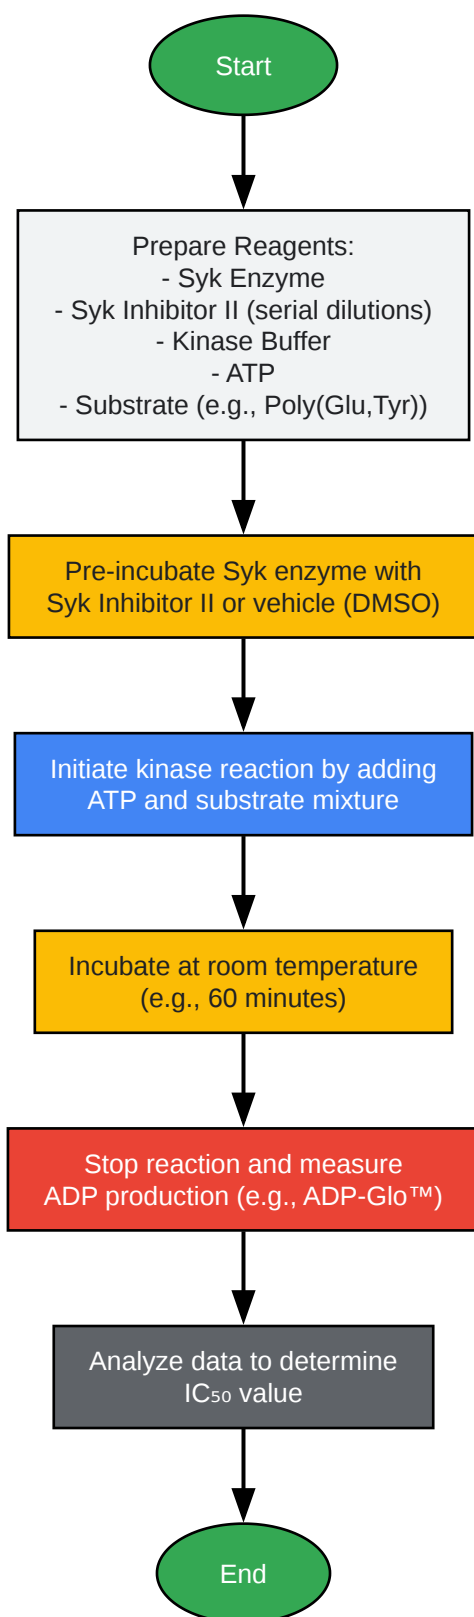 Start
Prepare Reagents:
- Syk Enzyme
- Syk Inhibitor II (serial dilutions)
- Kinase Buffer
- ATP
- Substrate (e.g., Poly(Glu,Tyr))
Pre-incubate Syk enzyme with
Syk Inhibitor II or vehicle (DMSO)
Initiate kinase reaction by adding
ATP and substrate mixture
Incubate at room temperature
(e.g., 60 minutes)
Stop reaction and measure
ADP production (e.g., ADP-Glo™)
Analyze data to determine
IC₅₀ value
End